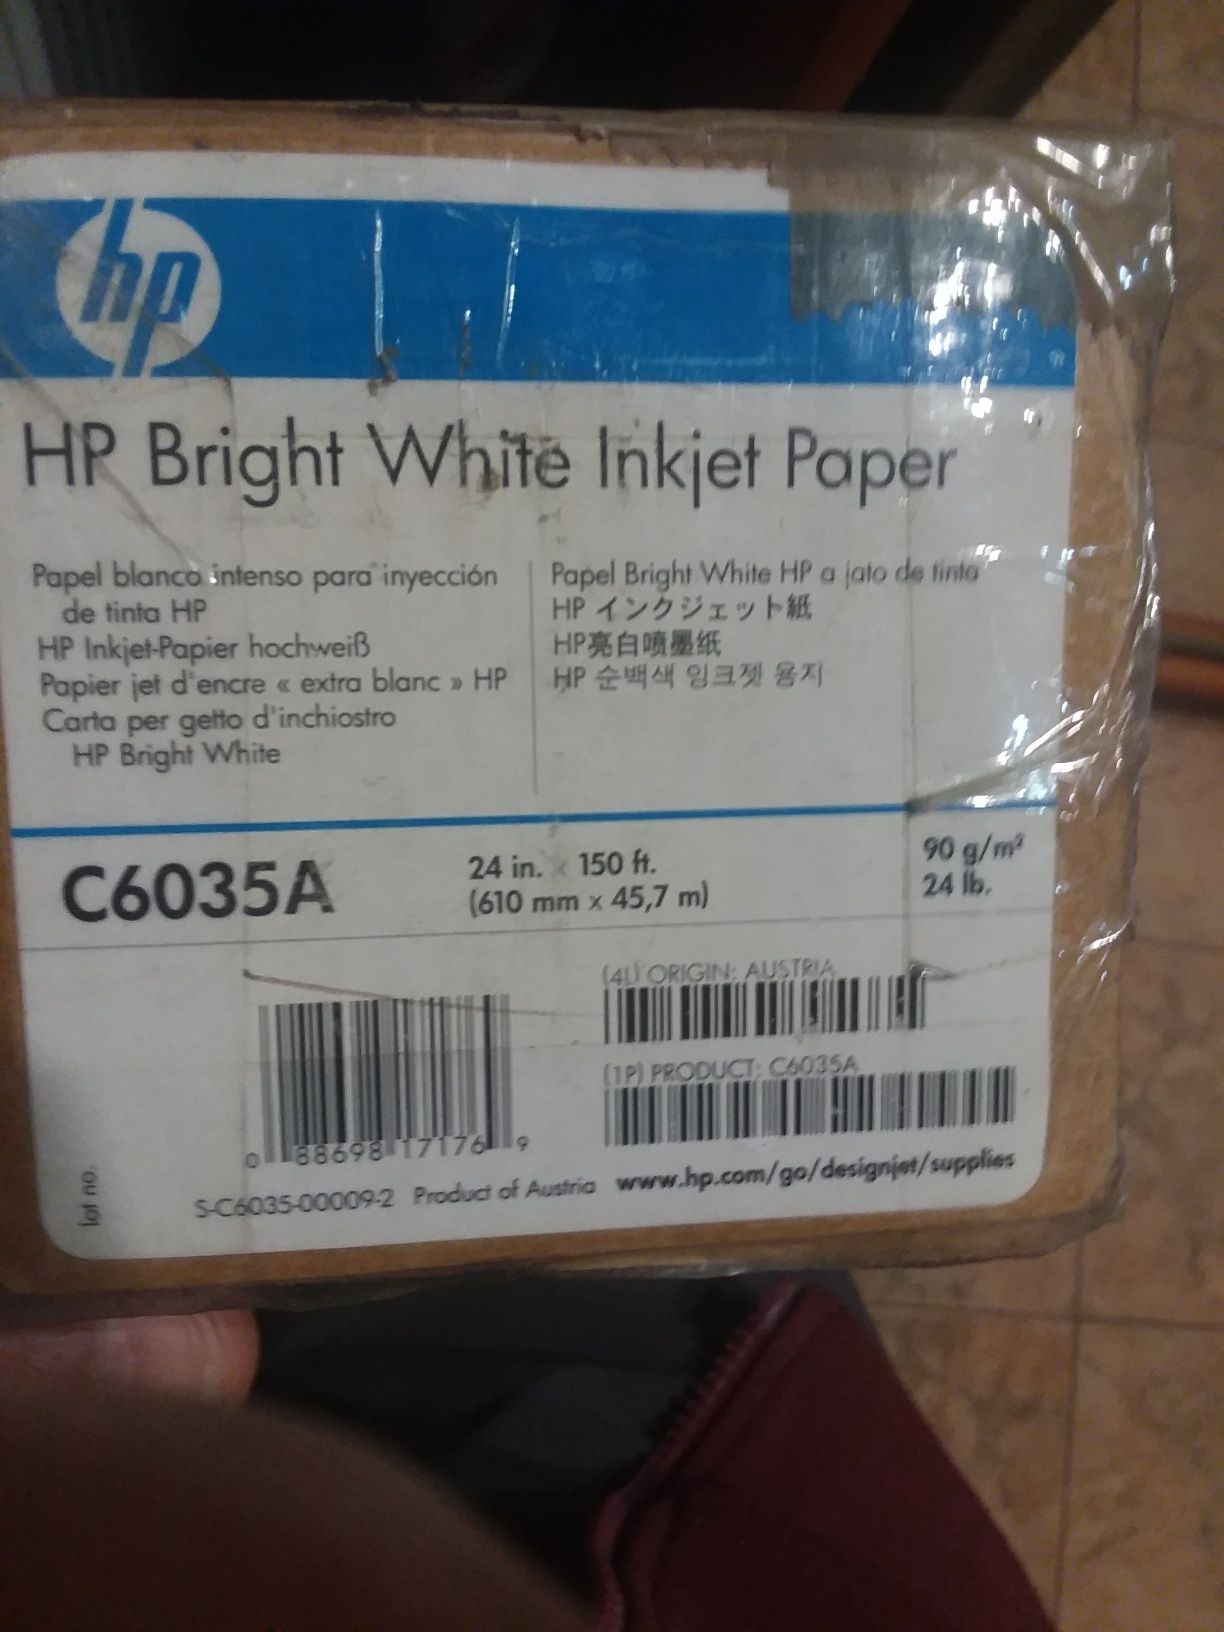 hp
®
HP Bright White Inkjet Paper
Papel blanco intenso para inyección
de tinta HP
HP Inkjet-Papier hochweiß
Papier jet d'encre « extra blanc » HP
Carta per getto d'inchiostro
HP Bright White
Papel Bright White HP a jato de tinta
HP インクジェット紙
HP亮白喷墨纸
HP 순백색 잉크젯 용지
C6035A
24 in. x 150 ft.
(610 mm x 45,7 m)
90 g/m²
24 lb.
(4L) ORIGIN: AUSTRIA
(1P) PRODUCT: C6035A
0 88698 17176 9
Lot no.
S-C6035-00009-2 Product of Austria www.hp.com/go/designjet/supplies